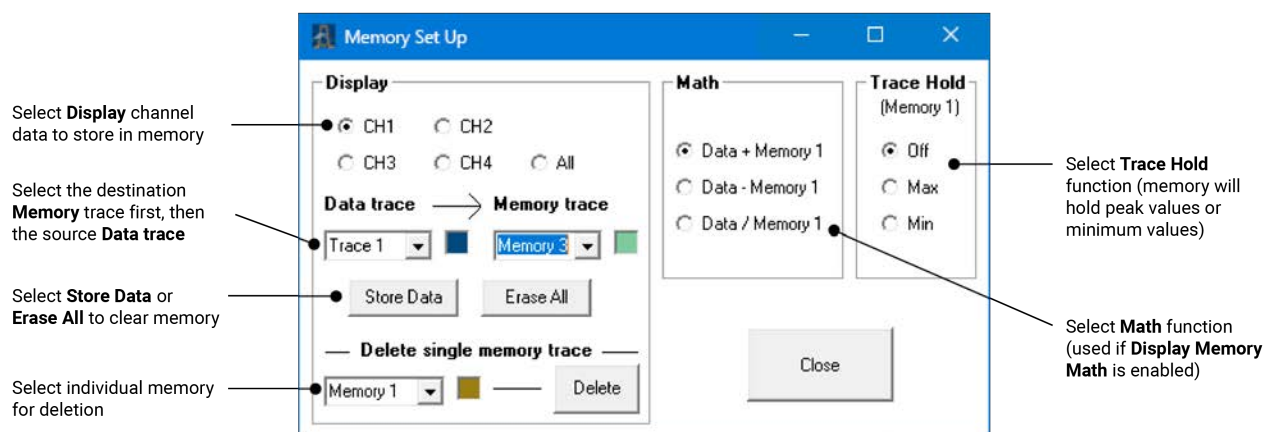 Memory Set Up
Select Display channel
data to store in memory
Select the destination
Memory trace first, then
the source Data trace
Select Store Data or
Erase All to clear memory
Select individual memory
for deletion
Display
CH1 CH2
CH3 CH4 All
Data trace Memory trace
Trace 1 Memory 3
Store Data Erase All
Delete single memory trace
Memory 1 Delete
Math
Data + Memory 1
Data - Memory 1
Data / Memory 1
Trace Hold
(Memory 1)
Off
Max
Min
Close
Select Trace Hold
function (memory will
hold peak values or
minimum values)
Select Math function
(used if Display Memory
Math is enabled)